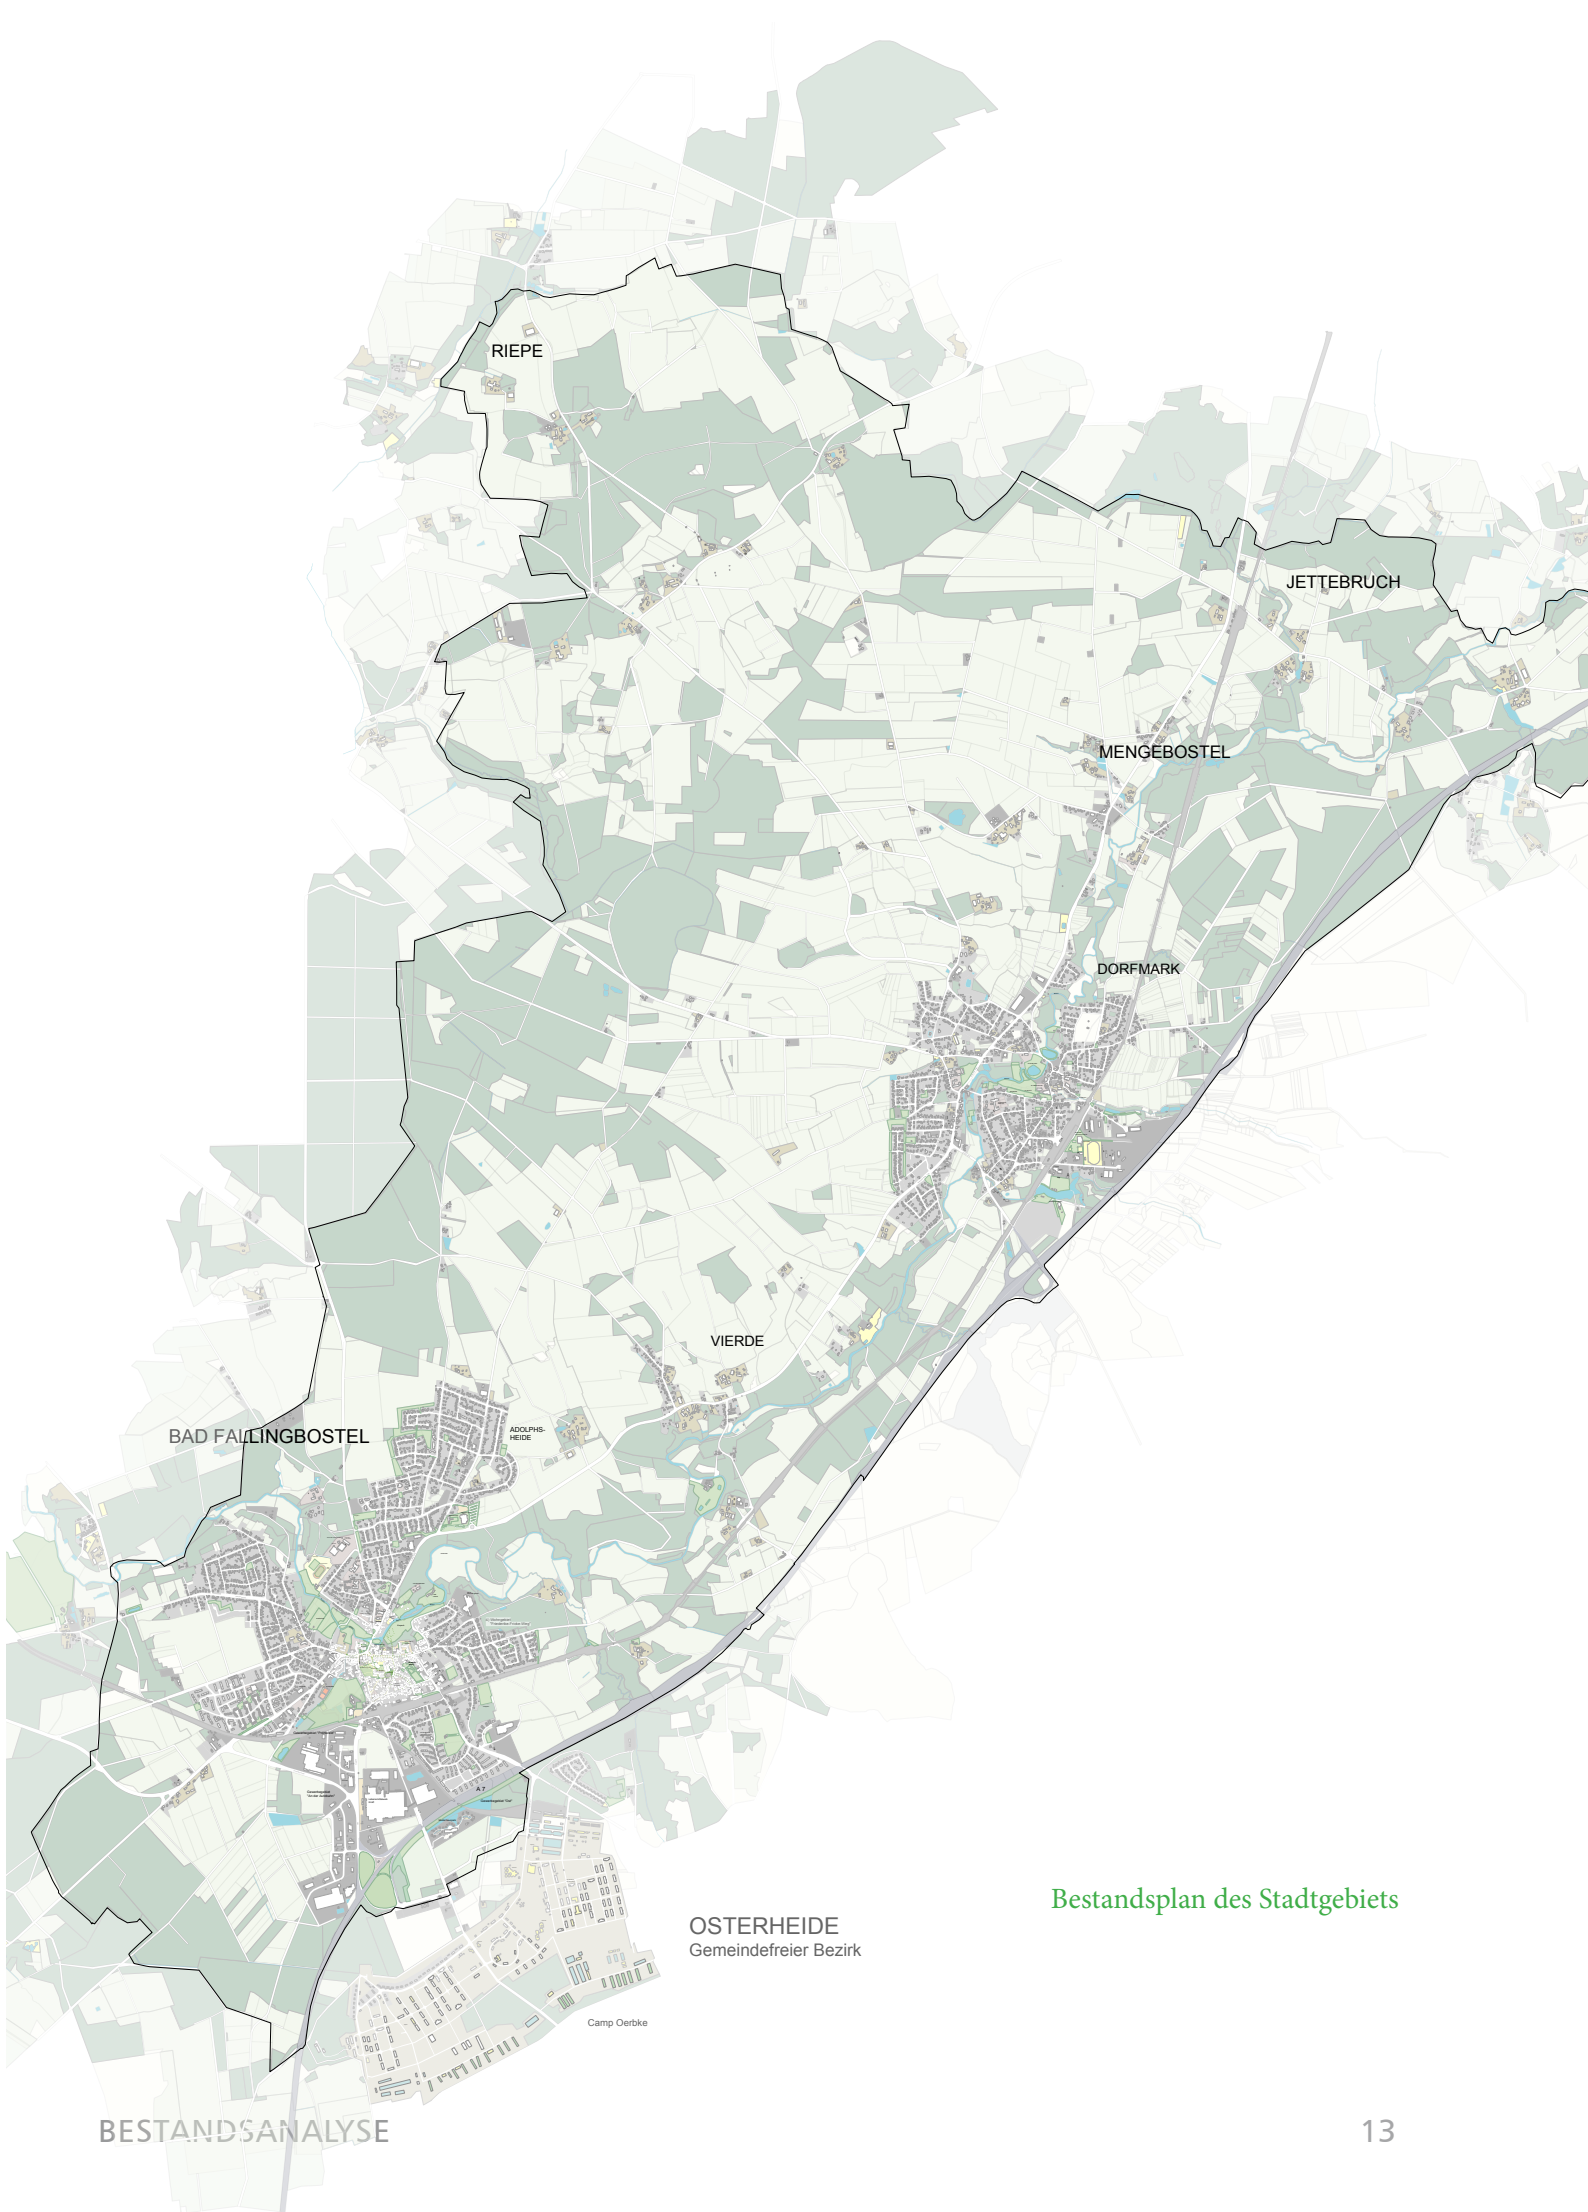 RIEPE
JETTEBRUCH
MENGEBOSTEL
DORFMARK
VIERDE
BAD FALLINGBOSTEL
ADOLPHS-
HEIDE
A 7
OSTERHEIDE
Gemeindefreier Bezirk
Camp Oerbke
Bestandsplan des Stadtgebiets
BESTANDSANALYSE
13